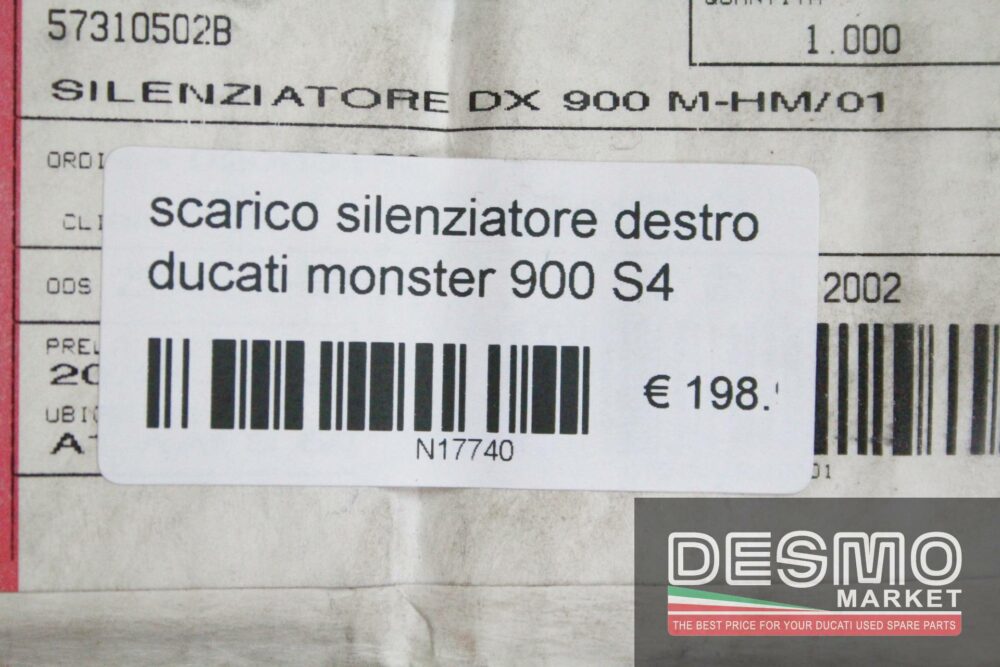 57310502B
1.000
SILENZIATORE DX 900 M-HM/01
scarico silenziatore destro
ducati monster 900 S4
2002
€ 198.
N17740
DESMO
MARKET
THE BEST PRICE FOR YOUR DUCATI USED SPARE PARTS